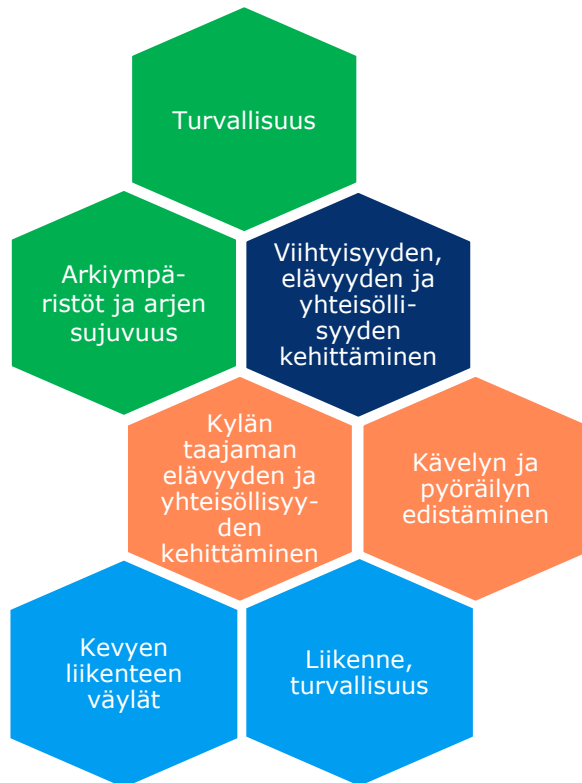 Turvallisuus
Arkiympä-
ristöt ja arjen
sujuvuus
Viihtyisyyden,
elävyyden ja
yhteisölli-
syyden
kehittäminen
Kylän
taajaman
elävyyden ja
yhteisöllisyy-
den
kehittäminen
Kävelyn ja
pyöräilyn
edistäminen
Kevyen
liikenteen
väylät
Liikenne,
turvallisuus